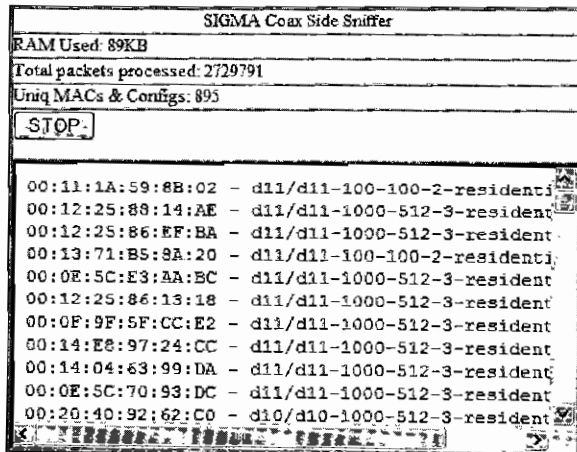 SIGMA Coax Side Sniffer
RAM Used: 89KB
Total packets processed: 2729791
Uniq MACs & Configs: 895
STOP
00:11:1A:59:8B:02 - d11/d11-100-100-2-residenti
00:12:25:88:14:AE - d11/d11-1000-512-3-resident
00:12:25:86:EF:BA - d11/d11-1000-512-3-resident
00:13:71:B5:8A:20 - d11/d11-100-100-2-residenti
00:0E:5C:E3:AA:BC - d11/d11-1000-512-3-resident
00:12:25:86:13:18 - d11/d11-1000-512-3-resident
00:0F:9F:5F:CC:E2 - d11/d11-1000-512-3-resident
00:14:E8:97:24:CC - d11/d11-1000-512-3-resident
00:14:04:63:99:DA - d11/d11-1000-512-3-resident
00:0E:5C:70:93:DC - d11/d11-1000-512-3-resident
00:20:40:92:62:C0 - d10/d10-1000-512-3-resident